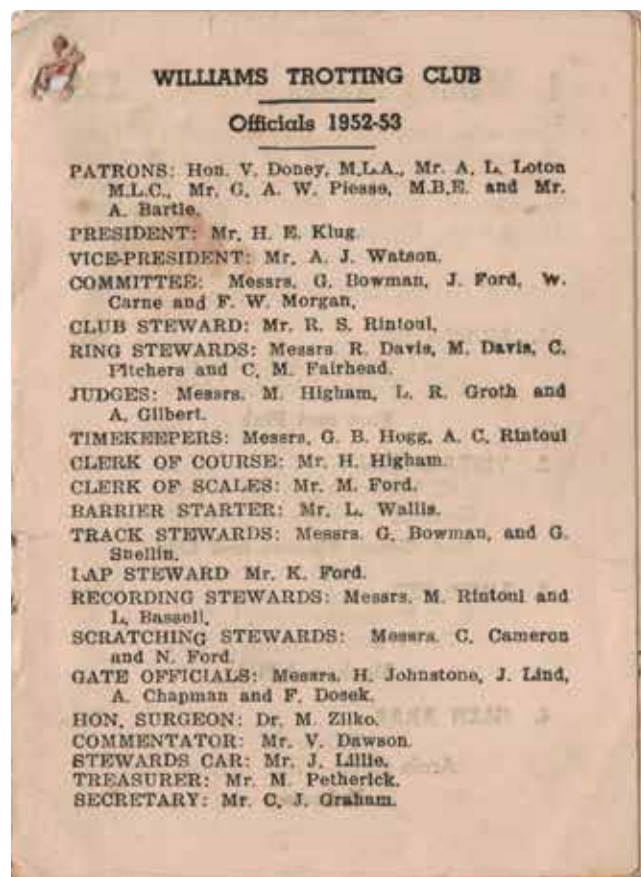 WILLIAMS TROTTING CLUB
Officials 1952-53
PATRONS: Hon. V. Doney, M.L.A., Mr. A. L. Loton
M.L.C., Mr. G. A. W. Piesse, M.B.E. and Mr.
A. Bartle.
PRESIDENT: Mr. H. E. Klug.
VICE-PRESIDENT: Mr. A. J. Watson.
COMMITTEE: Messrs. G. Bowman, J. Ford, W.
Carne and F. W. Morgan.
CLUB STEWARD: Mr. R. S. Rintoul.
RING STEWARDS: Messrs. R. Davis, M. Davis, C.
Pitchers and C. M. Fairhead.
JUDGES: Messrs. M. Higham, L. R. Groth and
A. Gilbert.
TIMEKEEPERS: Messrs. G. B. Hogg, A. C. Rintoul
CLERK OF COURSE: Mr. H. Higham.
CLERK OF SCALES: Mr. M. Ford.
BARRIER STARTER: Mr. L. Wallis.
TRACK STEWARDS: Messrs. G. Bowman, and G.
Snellin.
LAP STEWARD Mr. K. Ford.
RECORDING STEWARDS: Messrs. M. Rintoul and
L. Bassell.
SCRATCHING STEWARDS: Messrs. C. Cameron
and N. Ford.
GATE OFFICIALS: Messrs. H. Johnstone, J. Lind,
A. Chapman and F. Dosek.
HON. SURGEON: Dr. M. Zilko.
COMMENTATOR: Mr. V. Dawson.
STEWARDS CAR: Mr. J. Lillie.
TREASURER: Mr. M. Petherick.
SECRETARY: Mr. C. J. Graham.